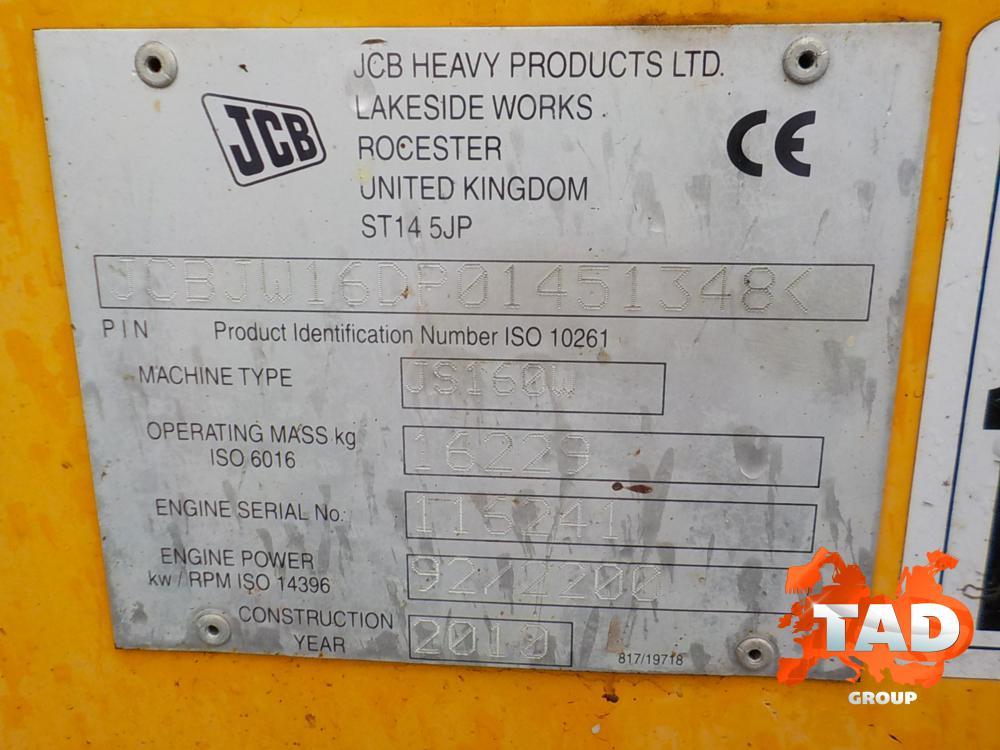 JCB HEAVY PRODUCTS LTD.
LAKESIDE WORKS
ROCESTER
UNITED KINGDOM
ST14 5JP
JCB
CE
JCBJW16DP01451348<
PIN Product Identification Number ISO 10261
MACHINE TYPE JS160W
OPERATING MASS kg 16229
ISO 6016
ENGINE SERIAL No: 116241
ENGINE POWER 92/2200
kw / RPM ISO 14396
CONSTRUCTION 2010
YEAR
817/19718
TAD
GROUP